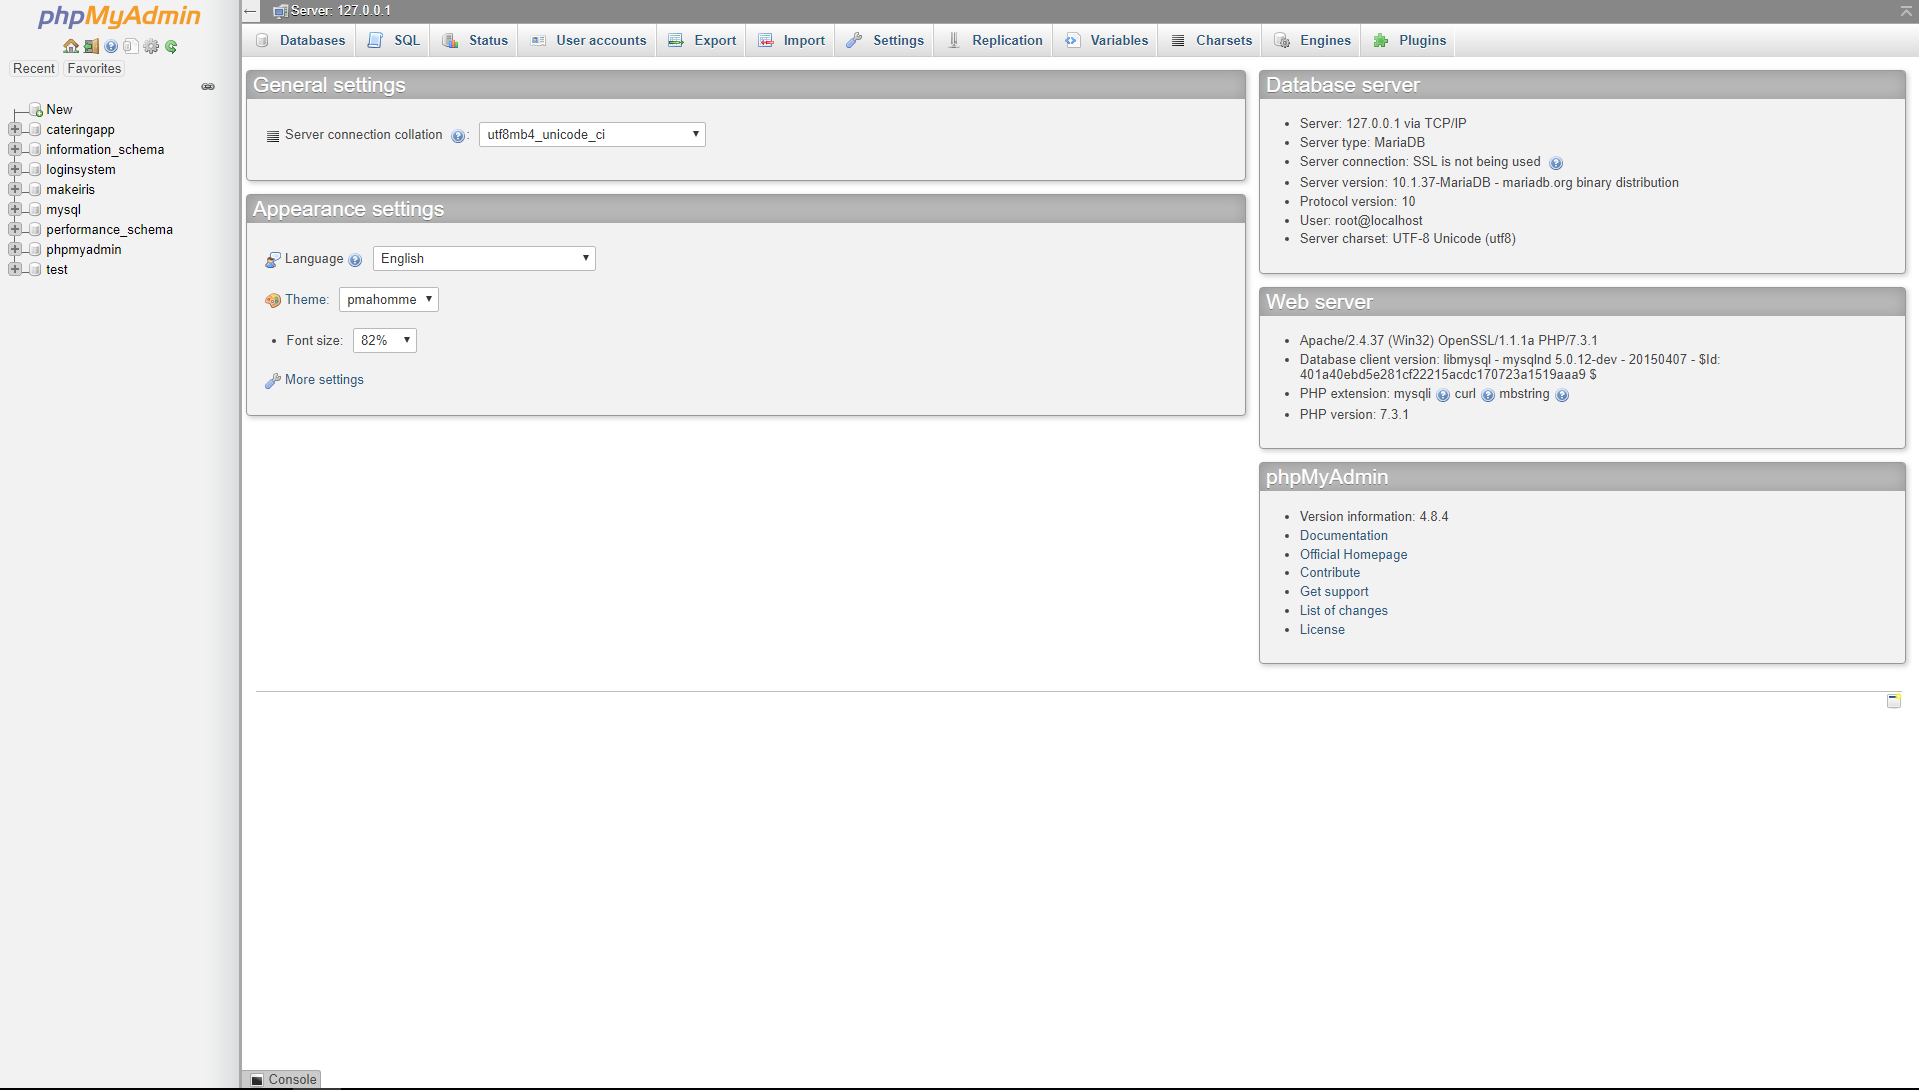 phpMyAdmin
Recent Favorites
New
cateringapp
information_schema
loginsystem
makeiris
mysql
performance_schema
phpmyadmin
test
Server: 127.0.0.1
Databases SQL Status User accounts Export Import Settings Replication Variables Charsets Engines Plugins
General settings
Server connection collation : utf8mb4_unicode_ci
Appearance settings
Language English
Theme: pmahomme
Font size: 82%
More settings
Database server
Server: 127.0.0.1 via TCP/IP
Server type: MariaDB
Server connection: SSL is not being used
Server version: 10.1.37-MariaDB - mariadb.org binary distribution
Protocol version: 10
User: root@localhost
Server charset: UTF-8 Unicode (utf8)
Web server
Apache/2.4.37 (Win32) OpenSSL/1.1.1a PHP/7.3.1
Database client version: libmysql - mysqlnd 5.0.12-dev - 20150407 - $Id:
401a40ebd5e281cf22215acdc170723a1519aaa9 $
PHP extension: mysqli curl mbstring
PHP version: 7.3.1
phpMyAdmin
Version information: 4.8.4
Documentation
Official Homepage
Contribute
Get support
List of changes
License
Console